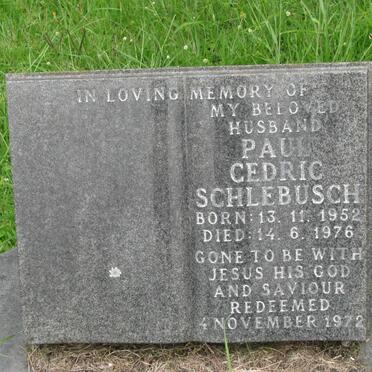 IN LOVING MEMORY OF
MY BELOVED
HUSBAND
PAUL
CEDRIC
SCHLEBUSCH
BORN: 13. 11. 1952
DIED: 14. 6. 1976
GONE TO BE WITH
JESUS HIS GOD
AND SAVIOUR
REDEEMED
4 NOVEMBER 1972